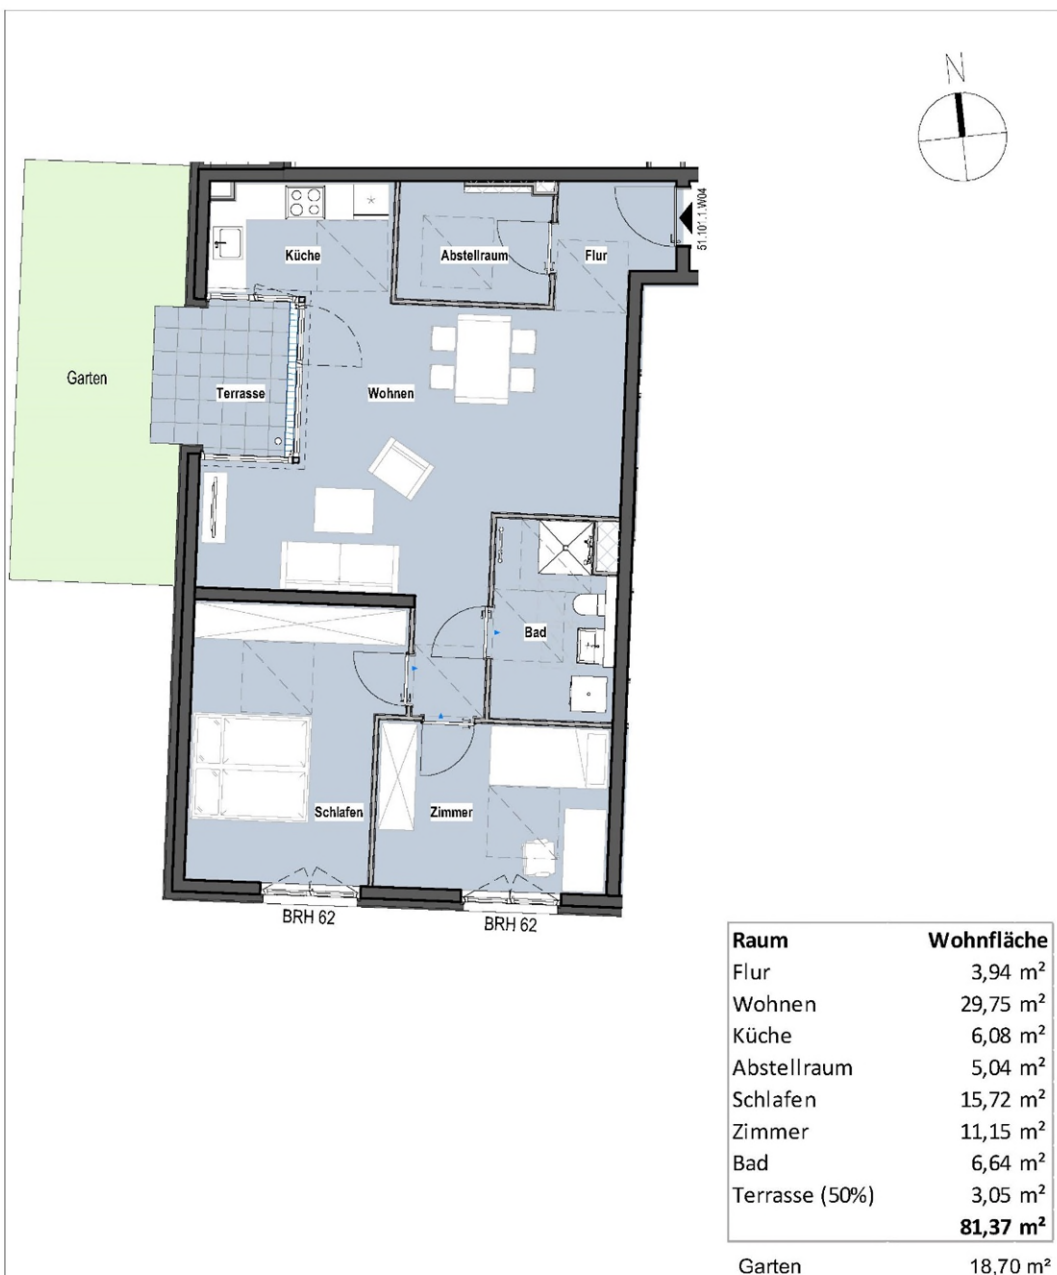 N
51.101.1.W04
Küche
Abstellraum
Flur
Garten
Terrasse
Wohnen
Bad
Schlafen
Zimmer
BRH 62
BRH 62
Raum Wohnfläche
Flur 3,94 m²
Wohnen 29,75 m²
Küche 6,08 m²
Abstellraum 5,04 m²
Schlafen 15,72 m²
Zimmer 11,15 m²
Bad 6,64 m²
Terrasse (50%) 3,05 m²
81,37 m²
Garten 18,70 m²